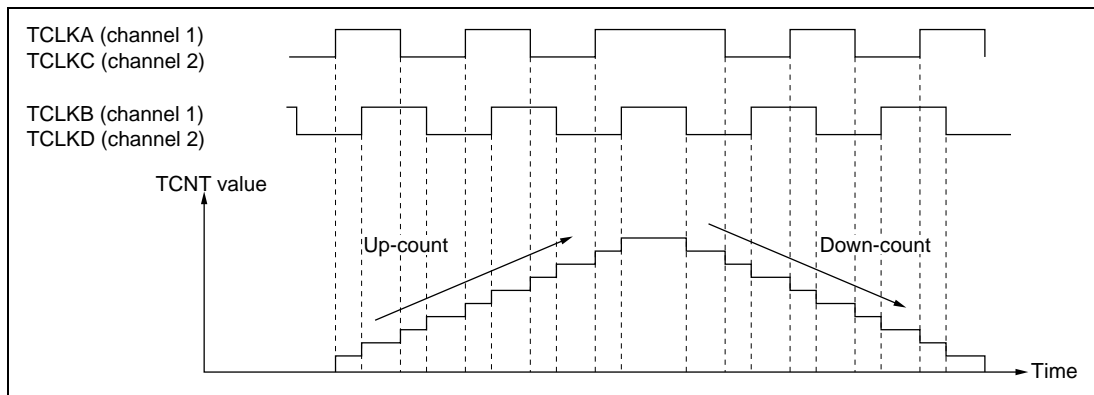 TCLKA (channel 1)
TCLKC (channel 2)
TCLKB (channel 1)
TCLKD (channel 2)
TCNT value
Up-count
Down-count
Time